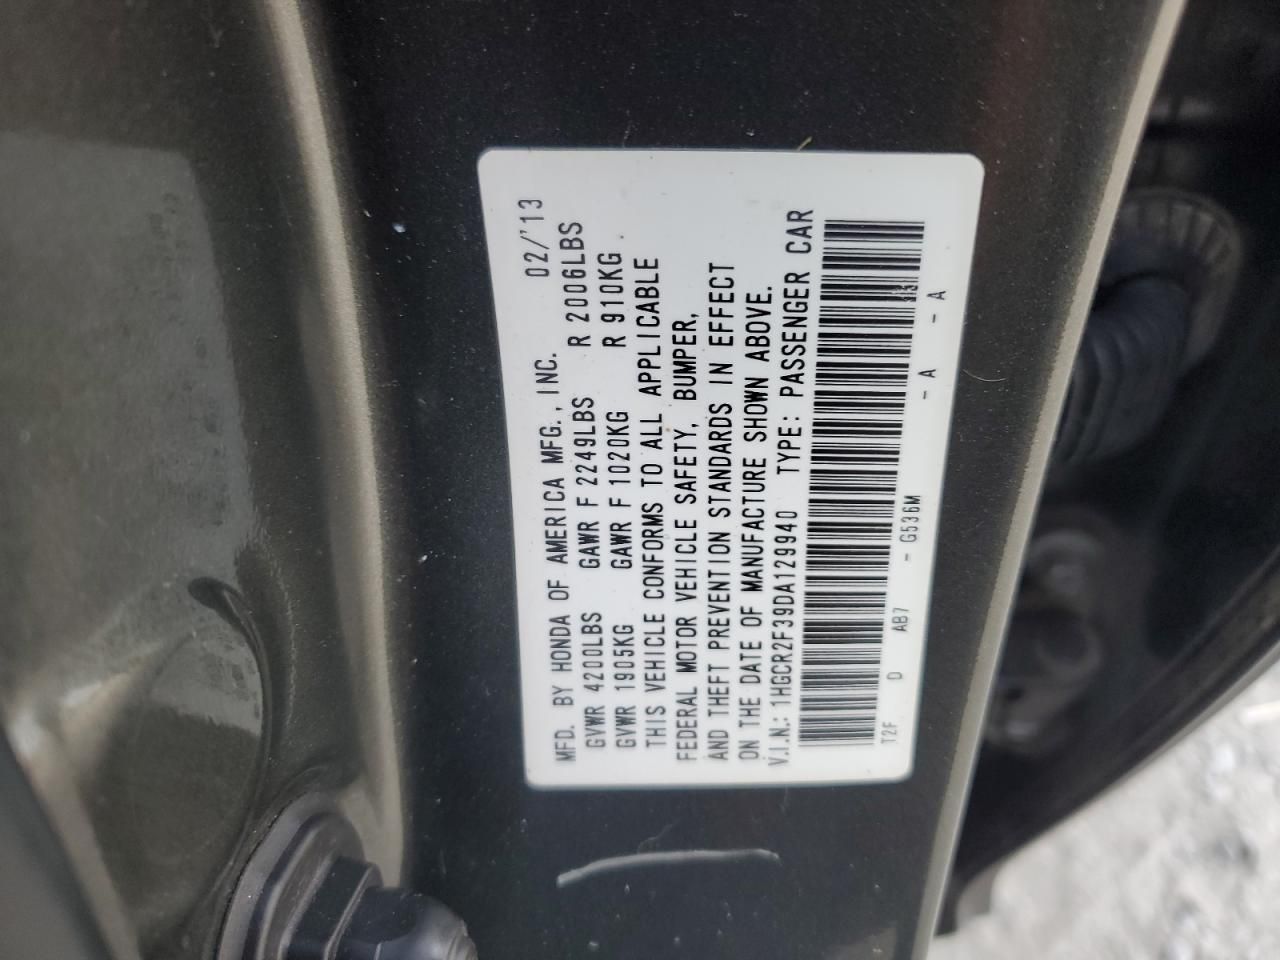 MFD. BY HONDA OF AMERICA MFG., INC. 02/'13
GVWR 4200LBS GAWR F 2249LBS R 2006LBS
GVWR 1905KG GAWR F 1020KG R 910KG
THIS VEHICLE CONFORMS TO ALL APPLICABLE
FEDERAL MOTOR VEHICLE SAFETY, BUMPER,
AND THEFT PREVENTION STANDARDS IN EFFECT
ON THE DATE OF MANUFACTURE SHOWN ABOVE.
V.I.N.: 1HGCR2F39DA129940 TYPE: PASSENGER CAR
T2F D AB7 - G536M - A - A